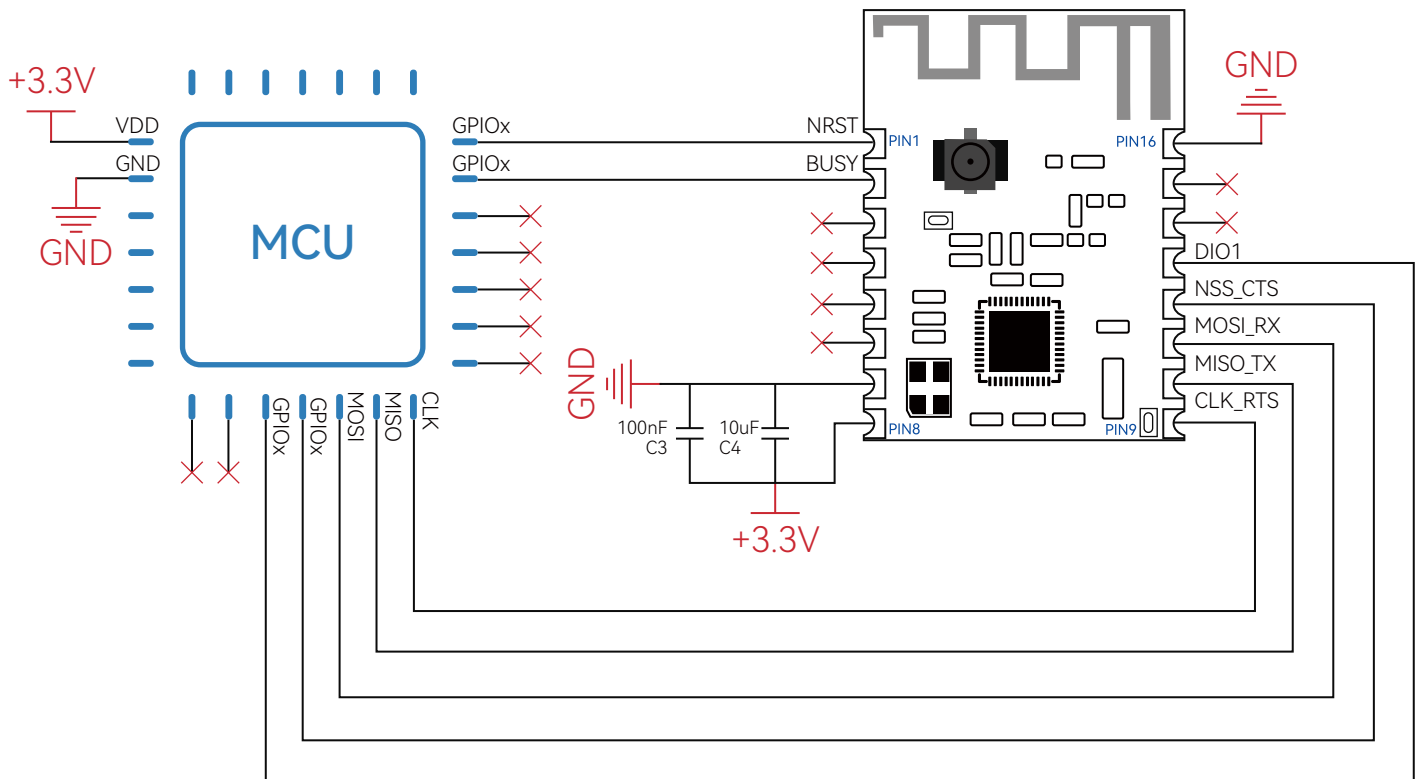 +3.3V
VDD
GND
GND
MCU
GPIOx
GPIOx
GPIOx
GPIOx
MOSI
MISO
CLK
NRST
BUSY
PIN1
PIN16
GND
DIO1
NSS_CTS
MOSI_RX
MISO_TX
CLK_RTS
GND
100nF
C3
10uF
C4
PIN8
PIN9
+3.3V